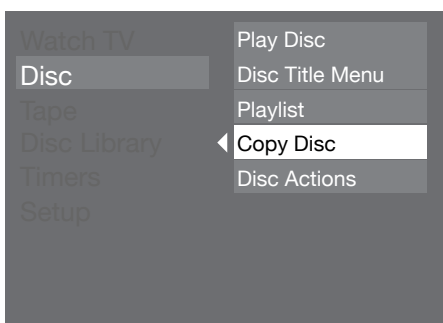 Watch TV
Disc
Tape
Disc Library
Timers
Setup
Play Disc
Disc Title Menu
Playlist
Copy Disc
Disc Actions